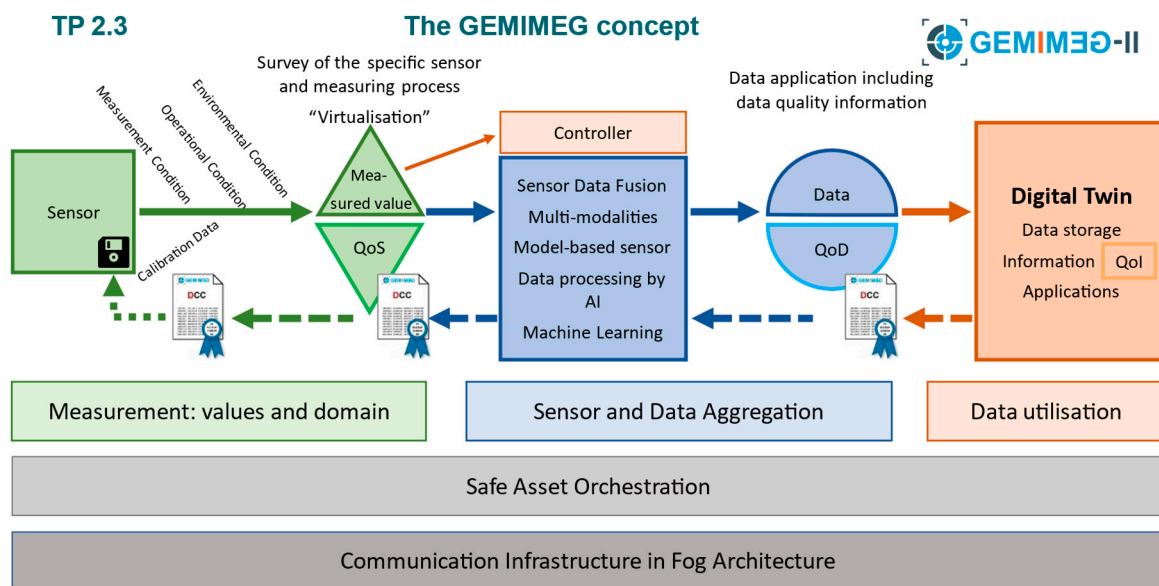 TP 2.3
The GEMIMEG concept
GEMIMEG-II
Survey of the specific sensor
and measuring process
"Virtualisation"
Data application including
data quality information
Measurement Condition
Operational Condition
Environmental Condition
Calibration Data
Sensor
Mea-
sured value
QoS
Controller
Sensor Data Fusion
Multi-modalities
Model-based sensor
Data processing by
AI
Machine Learning
Data
QoD
Digital Twin
Data storage
Information QoI
Applications
GEMIMEG
DCC
GEMIMEG
DCC
GEMIMEG
DCC
Measurement: values and domain
Sensor and Data Aggregation
Data utilisation
Safe Asset Orchestration
Communication Infrastructure in Fog Architecture